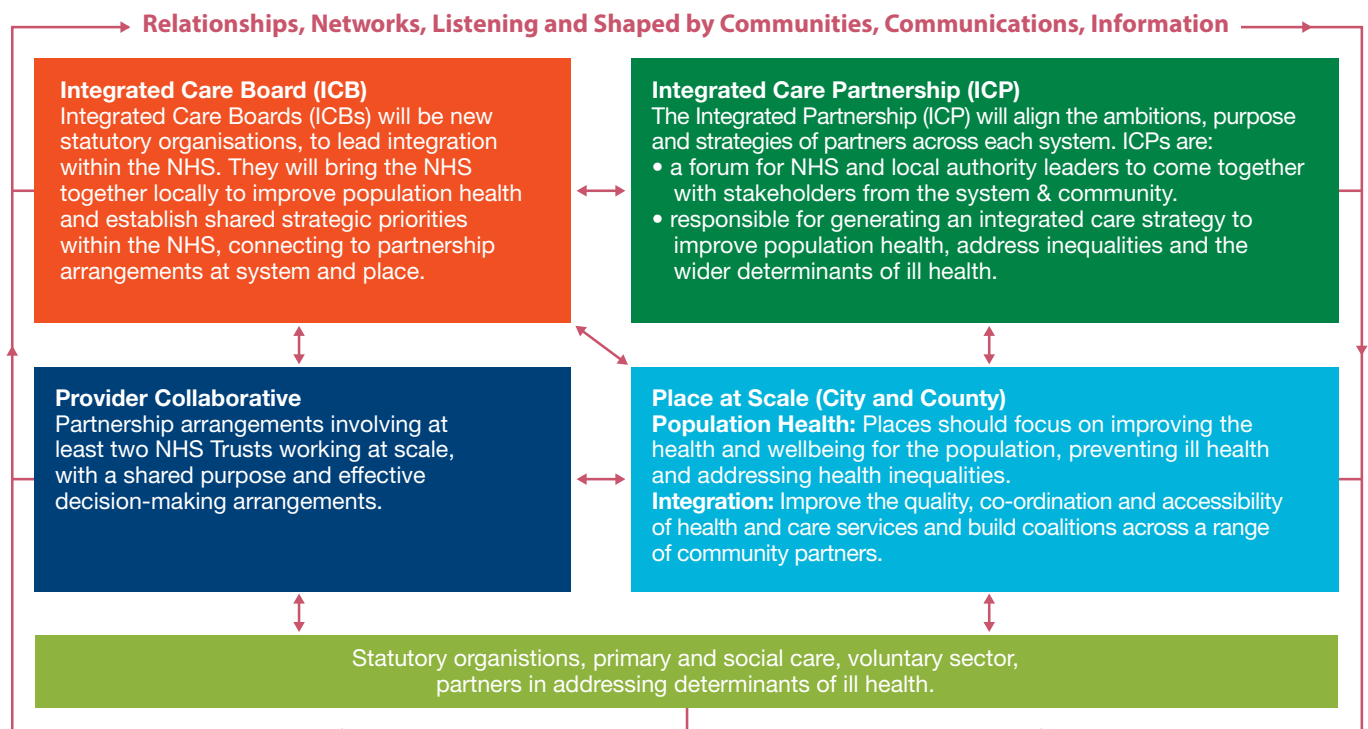 Relationships, Networks, Listening and Shaped by Communities, Communications, Information
Integrated Care Board (ICB)
Integrated Care Boards (ICBs) will be new
statutory organisations, to lead integration
within the NHS. They will bring the NHS
together locally to improve population health
and establish shared strategic priorities
within the NHS, connecting to partnership
arrangements at system and place.
Integrated Care Partnership (ICP)
The Integrated Partnership (ICP) will align the ambitions, purpose
and strategies of partners across each system. ICPs are:
• a forum for NHS and local authority leaders to come together
with stakeholders from the system & community.
• responsible for generating an integrated care strategy to
improve population health, address inequalities and the
wider determinants of ill health.
Provider Collaborative
Partnership arrangements involving at
least two NHS Trusts working at scale,
with a shared purpose and effective
decision-making arrangements.
Place at Scale (City and County)
Population Health: Places should focus on improving the
health and wellbeing for the population, preventing ill health
and addressing health inequalities.
Integration: Improve the quality, co-ordination and accessibility
of health and care services and build coalitions across a range
of community partners.
Statutory organistions, primary and social care, voluntary sector,
partners in addressing determinants of ill health.